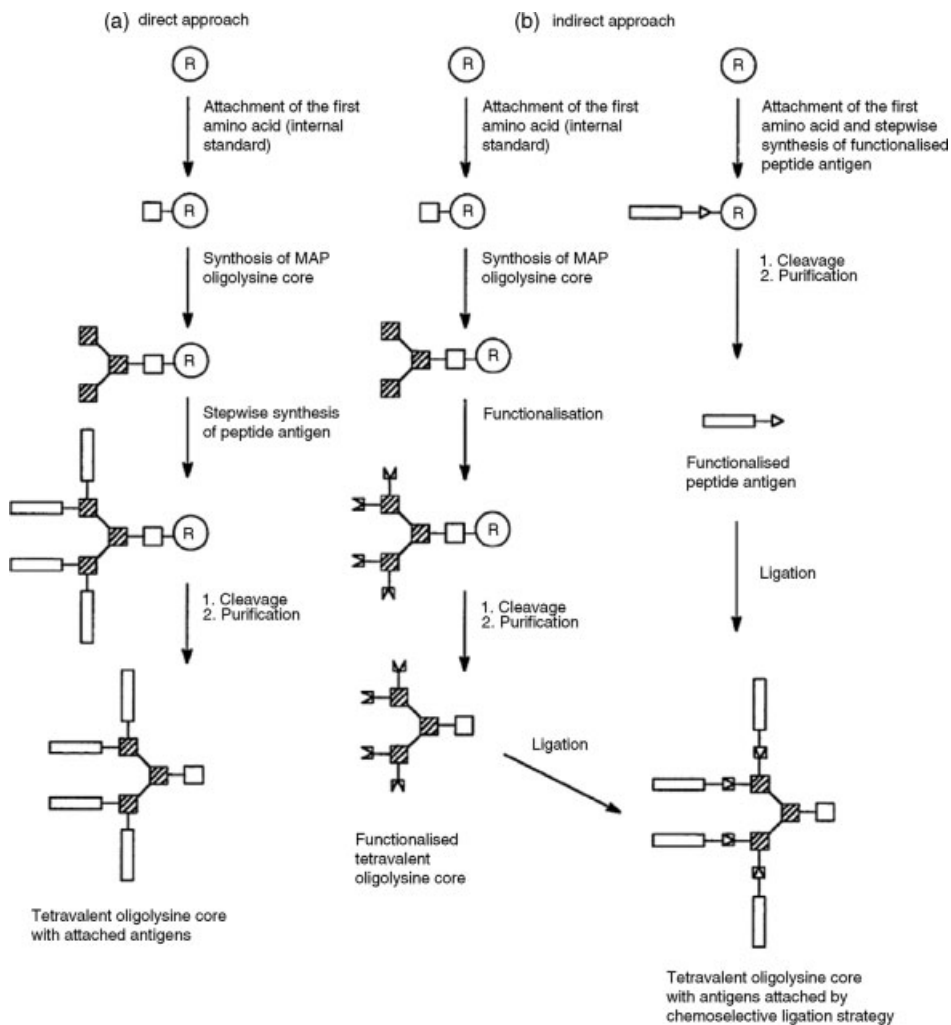 (a) direct approach
(b) indirect approach
R
Attachment of the first
amino acid (internal
standard)
R
Synthosis of MAP
oligolysine core
R
Stepwise synthesis
of peptide antigen
R
1. Cleavage
2. Purification
Tetravalent oligolysine core
with attached antigens
R
Attachment of the first
amino acid (internal
standard)
R
Synthesis of MAP
oligolysine core
R
Functionalisation
R
1. Cleavage
2. Purification
Functionalised
tetravalent
oligolysine core
Ligation
R
Attachment of the first
amino acid and stepwise
synthesis of functionalised
peptide antigen
R
1. Cleavage
2. Purification
Functionalised
peptide antigen
Ligation
Tetravalent oligolysine core
with antigens attached by
chemoselective ligation strategy